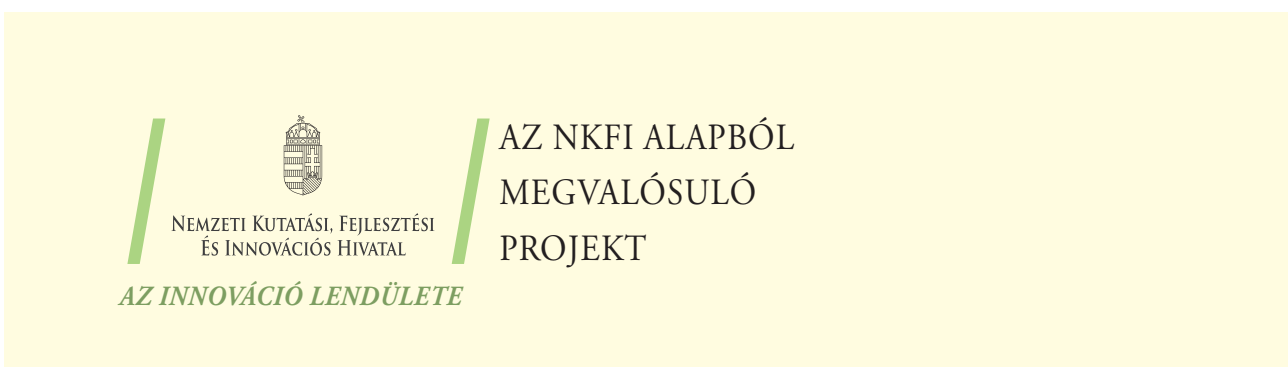 Nemzeti Kutatási, Fejlesztési
És Innovációs Hivatal
AZ INNOVÁCIÓ LENDÜLETE
AZ NKFI ALAPBÓL
MEGVALÓSULÓ
PROJEKT